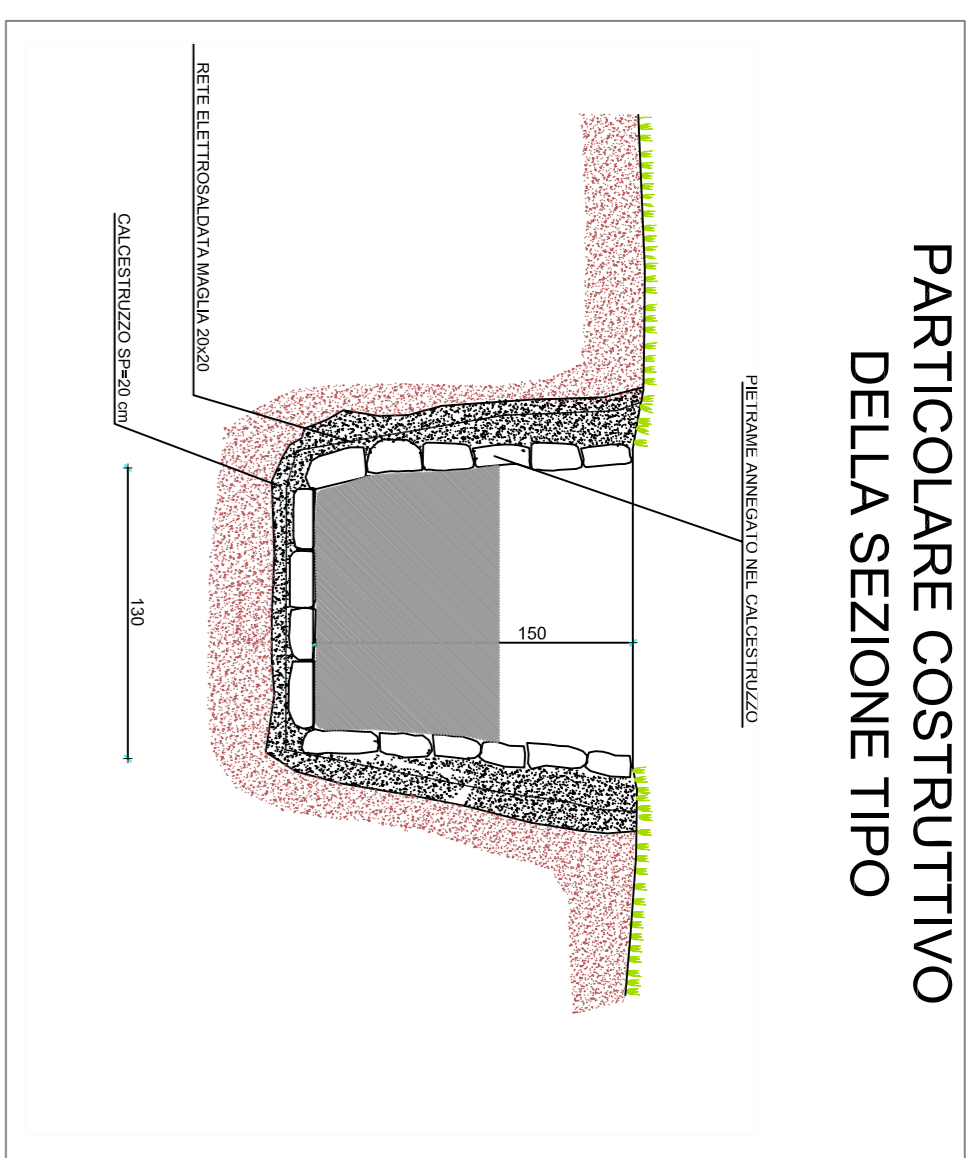 PARTICOLARE COSTRUTTIVO
DELLA SEZIONE TIPO
PIETRAME ANNEGATO NEL CALCESTRUZZO
150
RETE ELETTROSALDATA MAGLIA 20x20
CALCESTRUZZO SP=20 cm
130